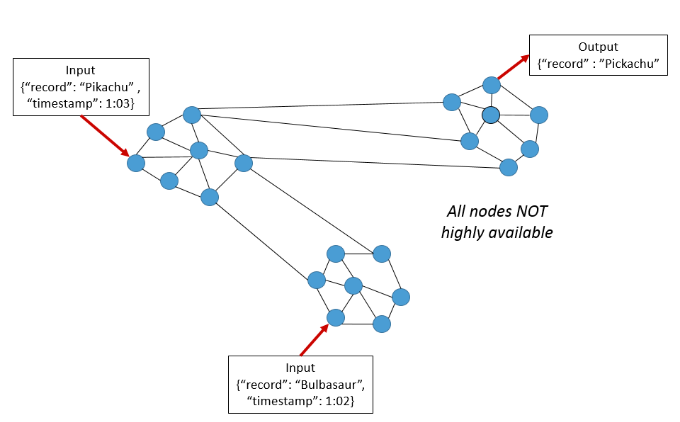 Output
{“record” : “Pickachu”
Input
{“record”: “Pikachu” ,
“timestamp”: 1:03}
All nodes NOT
highly available
Input
{“record”: “Bulbasaur”,
“timestamp”: 1:02}